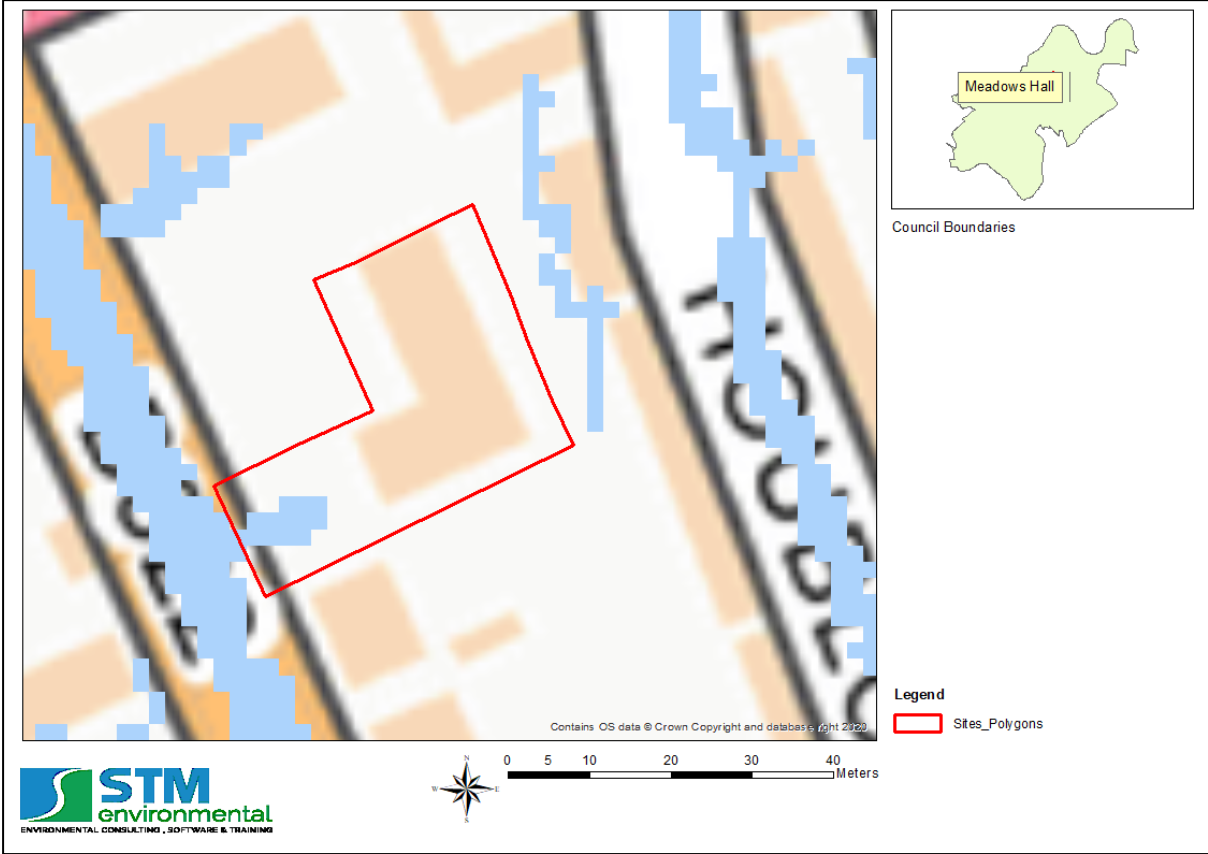 Meadows Hall
Council Boundaries
HOUBLO
Legend
Sites_Polygons
Contains OS data © Crown Copyright and database right 2020
0 5 10 20 30 40
Meters
N
W E
S
STM
environmental
ENVIRONMENTAL CONSULTING, SOFTWARE & TRAINING